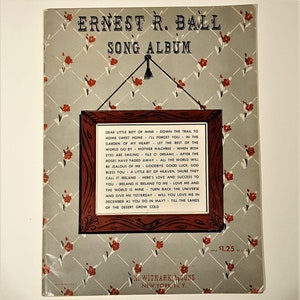 ERNEST R. BALL
SONG ALBUM
DEAR LITTLE BOY OF MINE - DOWN THE TRAIL TO
HOME SWEET HOME - I'LL FORGET YOU - IN THE
GARDEN OF MY HEART - LET THE REST OF THE
WORLD GO BY - MOTHER MACHREE - WHEN IRISH
EYES ARE SMILING - ISLE O' DREAMS - AFTER THE
ROSES HAVE FADED AWAY - ALL THE WORLD WILL
BE JEALOUS OF ME - GOODBYE, GOOD LUCK, GOD
BLESS YOU - A LITTLE BIT OF HEAVEN, SHURE THEY
CALL IT IRELAND - HERE'S LOVE AND SUCCESS TO
YOU - IRELAND IS IRELAND TO ME - LOVE ME AND
THE WORLD IS MINE - TURN BACK THE UNIVERSE
AND GIVE ME YESTERDAY - WILL YOU LOVE ME IN
DECEMBER AS YOU DO IN MAY? - TILL THE SANDS
OF THE DESERT GROW COLD
$1.25
M. WITMARK & SONS
NEW YORK, N.Y.